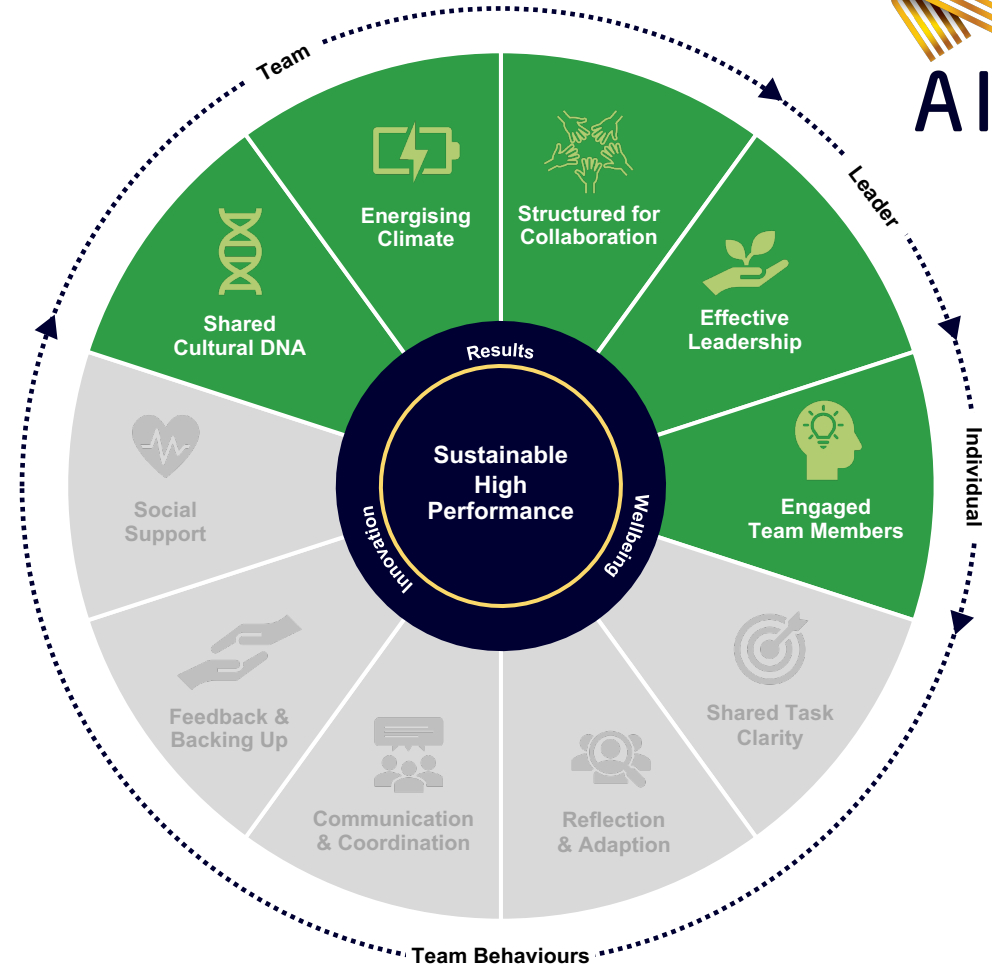 Team
AI
Leader
Energising
Climate
Structured for
Collaboration
Shared
Cultural DNA
Effective
Leadership
Results
Individual
Sustainable
High
Performance
Innovation
Wellbeing
Social
Support
Engaged
Team Members
Feedback &
Backing Up
Shared Task
Clarity
Communication
& Coordination
Reflection
& Adaption
Team Behaviours